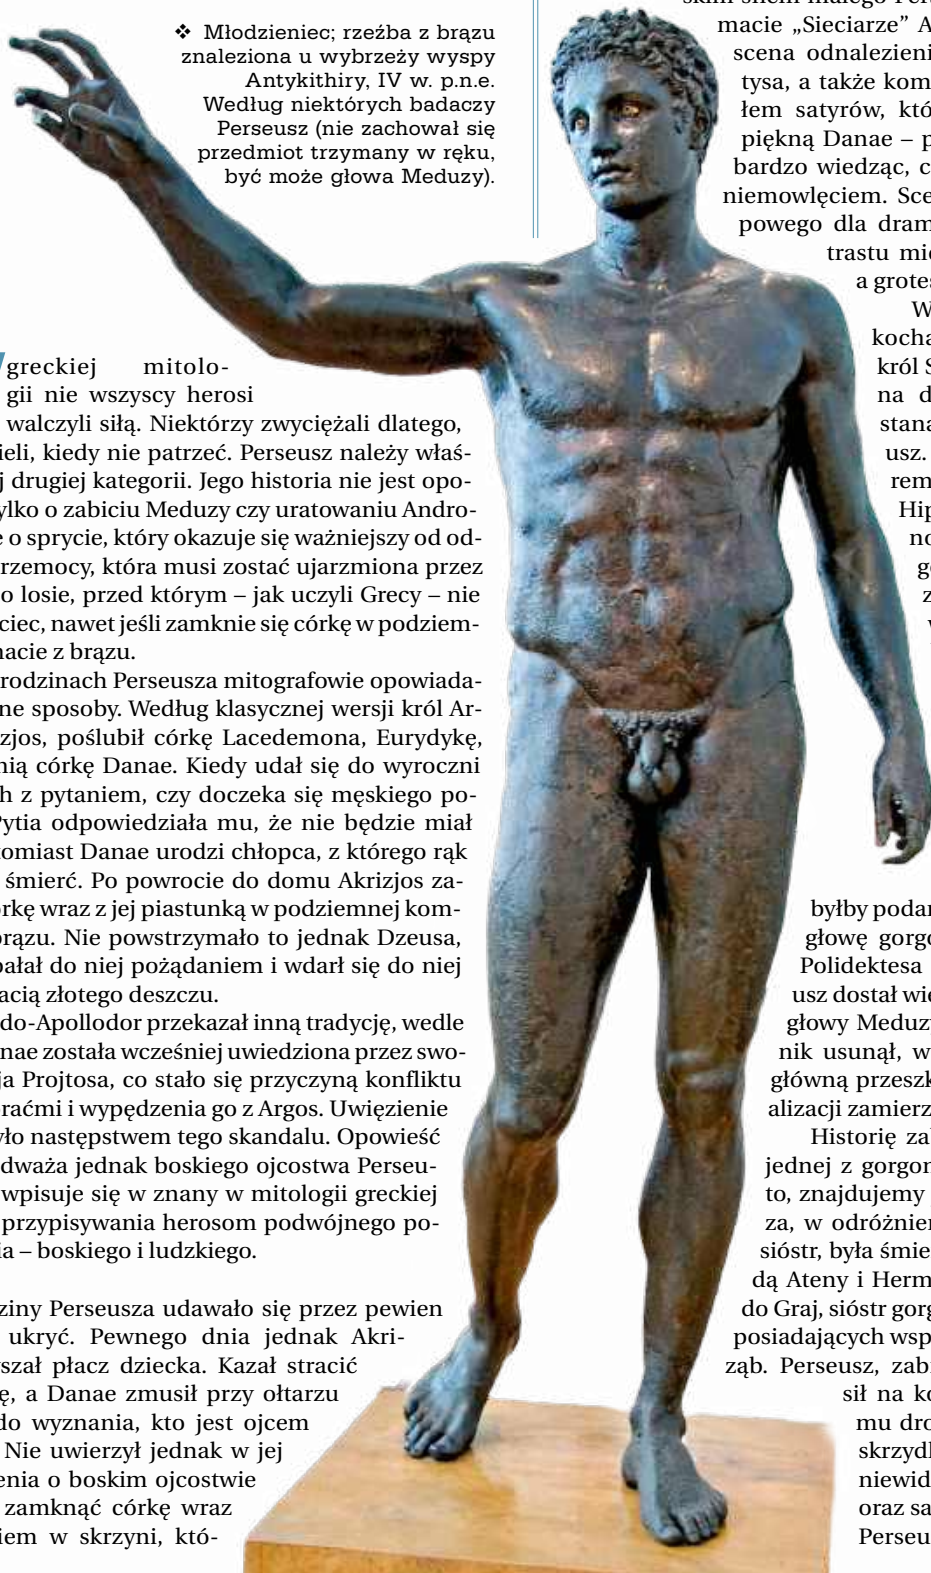 ❖ Młodzieniec; rzeźba z brązu
znaleziona u wybrzeży wyspy
Antykithiry, IV w. p.n.e.
Według niektórych badaczy
Perseusz (nie zachował się
przedmiot trzymany w ręku,
być może głowa Meduzy).
greckiej mitolo-
gii nie wszyscy herosi
walczyli siłą. Niektórzy zwyciężali dlatego,
ieli, kiedy nie patrzeć. Perseusz należy właś-
j drugiej kategorii. Jego historia nie jest opo-
ylko o zabiciu Meduzy czy uratowaniu Andro-
e o sprycie, który okazuje się ważniejszy od od-
rzemocy, która musi zostać ujarzmiona przez
o losie, przed którym – jak uczyli Grecy – nie
ciec, nawet jeśli zamknie się córkę w podziem-
nacie z brązu.
rodzinach Perseusza mitografowie opowiada-
ne sposoby. Według klasycznej wersji król Ar-
zjos, poślubił córkę Lacedemona, Eurydykę,
nią córkę Danae. Kiedy udał się do wyroczni
h z pytaniem, czy doczeka się męskiego po-
Pytia odpowiedziała mu, że nie będzie miał
tomiast Danae urodzi chłopca, z którego rąk
śmierć. Po powrocie do domu Akrizjos za-
órkę wraz z jej piastunką w podziemnej kom-
brązu. Nie powstrzymało to jednak Dzeusa,
pałał do niej pożądaniem i wdarł się do niej
acią złotego deszczu.
do-Apollodor przekazał inną tradycję, wedle
nae została wcześniej uwiedziona przez swo-
ja Projtosa, co stało się przyczyną konfliktu
raćmi i wypędzenia go z Argos. Uwięzienie
yło następstwem tego skandalu. Opowieść
dważa jednak boskiego ojcostwa Perseu-
wpisuje się w znany w mitologii greckiej
przypisywania herosom podwójnego po-
ia – boskiego i ludzkiego.
ziny Perseusza udawało się przez pewien
ukryć. Pewnego dnia jednak Akri-
yszał płacz dziecka. Kazał stracić
ę, a Danae zmusił przy ołtarzu
do wyznania, kto jest ojcem
Nie uwierzył jednak w jej
enia o boskim ojcostwie
zamknąć córkę wraz
iem w skrzyni, któ-
macie „Sieciarze” A
scena odnalezieni
tysa, a także kom
łem satyrów, któ
piękną Danae – p
bardzo wiedząc, c
niemowlęciem. Sce
powego dla dram
trastu mię
a grotes
W
kocha
król S
na d
stana
usz.
rem
Hip
no
gó
z
w
byłby podar
głowę gorgo
Polidektesa
usz dostał wię
głowy Meduzy
nik usunął, w
główną przeszk
alizacji zamierz
Historię zab
jednej z gorgon
to, znajdujemy
za, w odróżnien
sióstr, była śmie
dą Ateny i Herm
do Graj, sióstr gorg
posiadających wsp
ząb. Perseusz, zabr
sił na ko
mu dro
skrzydl
niewid
oraz sa
Perseu